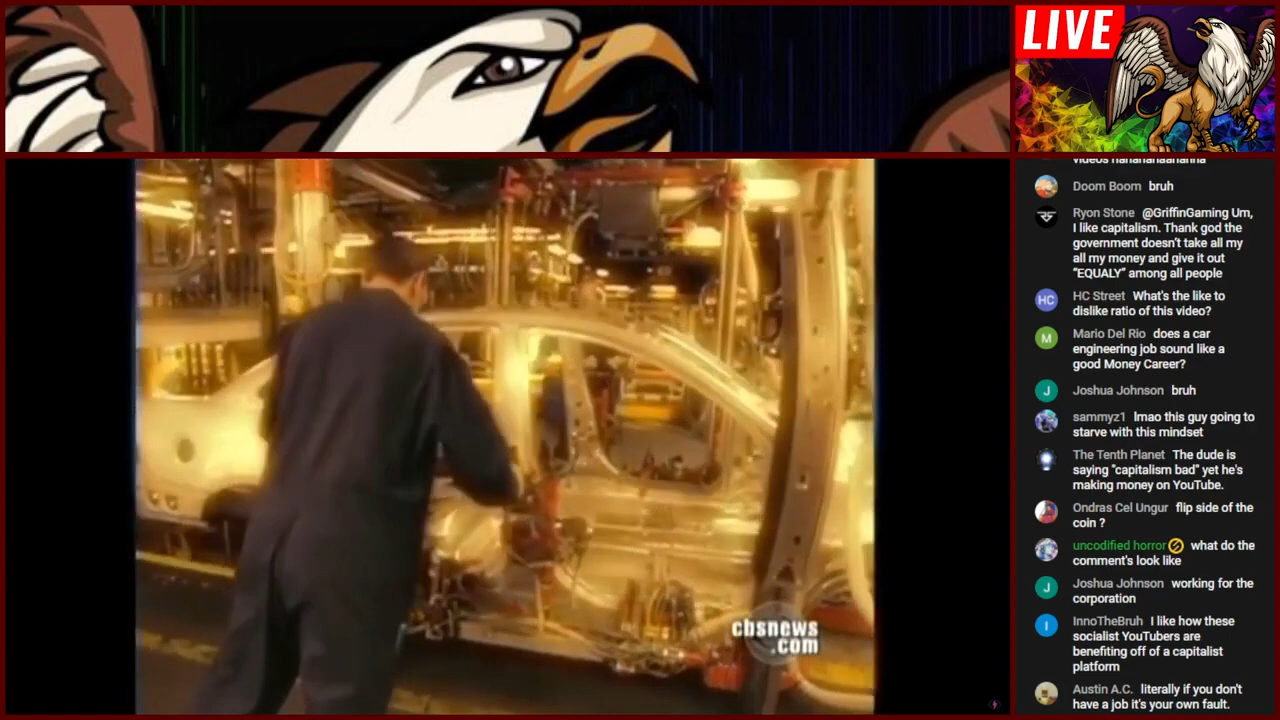 LIVE
Doom Boom bruh
Ryon Stone @GriffinGaming Um,
I like capitalism. Thank god the
government doesn't take all my
all my money and give it out
“EQUALY” among all people
HC
HC Street What's the like to
dislike ratio of this video?
M
Mario Del Rio does a car
engineering job sound like a
good Money Career?
J
Joshua Johnson bruh
sammyz1 lmao this guy going to
starve with this mindset
The Tenth Planet The dude is
saying "capitalism bad" yet he's
making money on YouTube.
Ondras Cel Ungur flip side of the
coin ?
uncodified horror what do the
comment's look like
J
Joshua Johnson working for the
corporation
I
InnoTheBruh I like how these
socialist YouTubers are
benefiting off of a capitalist
platform
Austin A.C. literally if you don't
have a job it's your own fault.
cbsnews
.com